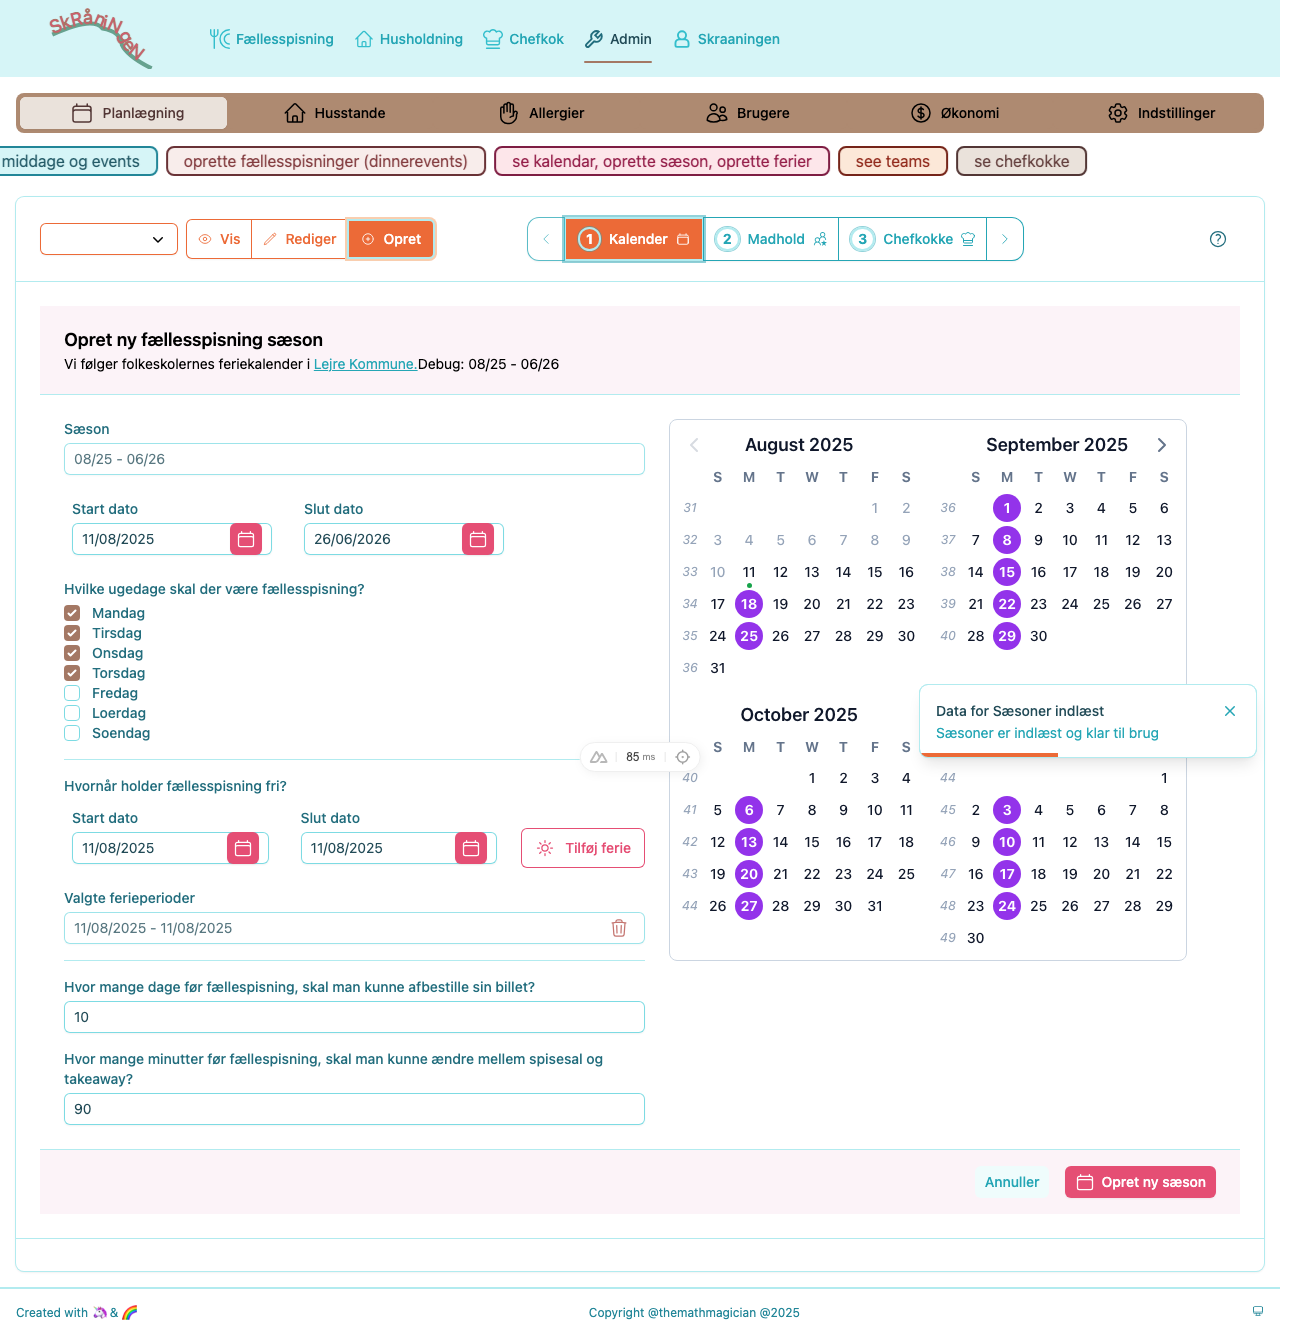 SkRåniNgeN
Fællesspisning Husholdning Chefkok Admin Skraaningen
Planlægning Husstande Allergier Brugere Økonomi Indstillinger
middage og events oprette fællesspisninger (dinnerevents) se kalendar, oprette sæson, oprette ferier see teams se chefkokke
Vis Rediger Opret 1 Kalender 2 Madhold 3 Chefkokke
Opret ny fællesspisning sæson
Vi følger folkeskolernes feriekalender i Lejre Kommune.Debug: 08/25 - 06/26
Sæson
08/25 - 06/26
Start dato Slut dato
11/08/2025 26/06/2026
Hvilke ugedage skal der være fællesspisning?
Mandag
Tirsdag
Onsdag
Torsdag
Fredag
Loerdag
Soendag
Hvornår holder fællesspisning fri?
Start dato Slut dato
11/08/2025 11/08/2025 Tilføj ferie
Valgte ferieperioder
11/08/2025 - 11/08/2025
Hvor mange dage før fællespisning, skal man kunne afbestille sin billet?
10
Hvor mange minutter før fællespisning, skal man kunne ændre mellem spisesal og
takeaway?
90
August 2025
S M T W T F S
31 1 2
32 3 4 5 6 7 8 9
33 10 11 12 13 14 15 16
34 17 18 19 20 21 22 23
35 24 25 26 27 28 29 30
36 31
September 2025
S M T W T F S
36 1 2 3 4 5 6
37 7 8 9 10 11 12 13
38 14 15 16 17 18 19 20
39 21 22 23 24 25 26 27
40 28 29 30
October 2025
S M T W T F S
40 1 2 3 4
41 5 6 7 8 9 10 11
42 12 13 14 15 16 17 18
43 19 20 21 22 23 24 25
44 26 27 28 29 30 31
44 1
45 2 3 4 5 6 7 8
46 9 10 11 12 13 14 15
47 16 17 18 19 20 21 22
48 23 24 25 26 27 28 29
49 30
Data for Sæsoner indlæst
Sæsoner er indlæst og klar til brug
85 ms
Annuller Opret ny sæson
Created with 🦄 & 🌈 Copyright @themathmagician @2025